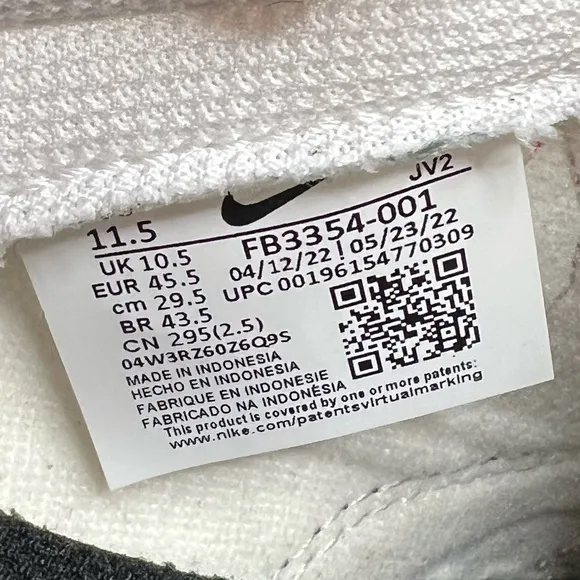 JV2
11.5
UK 10.5
EUR 45.5
cm 29.5
BR 43.5
CN 295(2.5)
04W3RZ60Z6Q9S
FB3354-001
04/12/22 | 05/23/22
UPC 00196154770309
MADE IN INDONESIA
HECHO EN INDONESIA
FABRIQUE EN INDONESIE
FABRICADO NA INDONÉSIA
This product is covered by one or more patents:
www.nike.com/patentsvirtualmarking